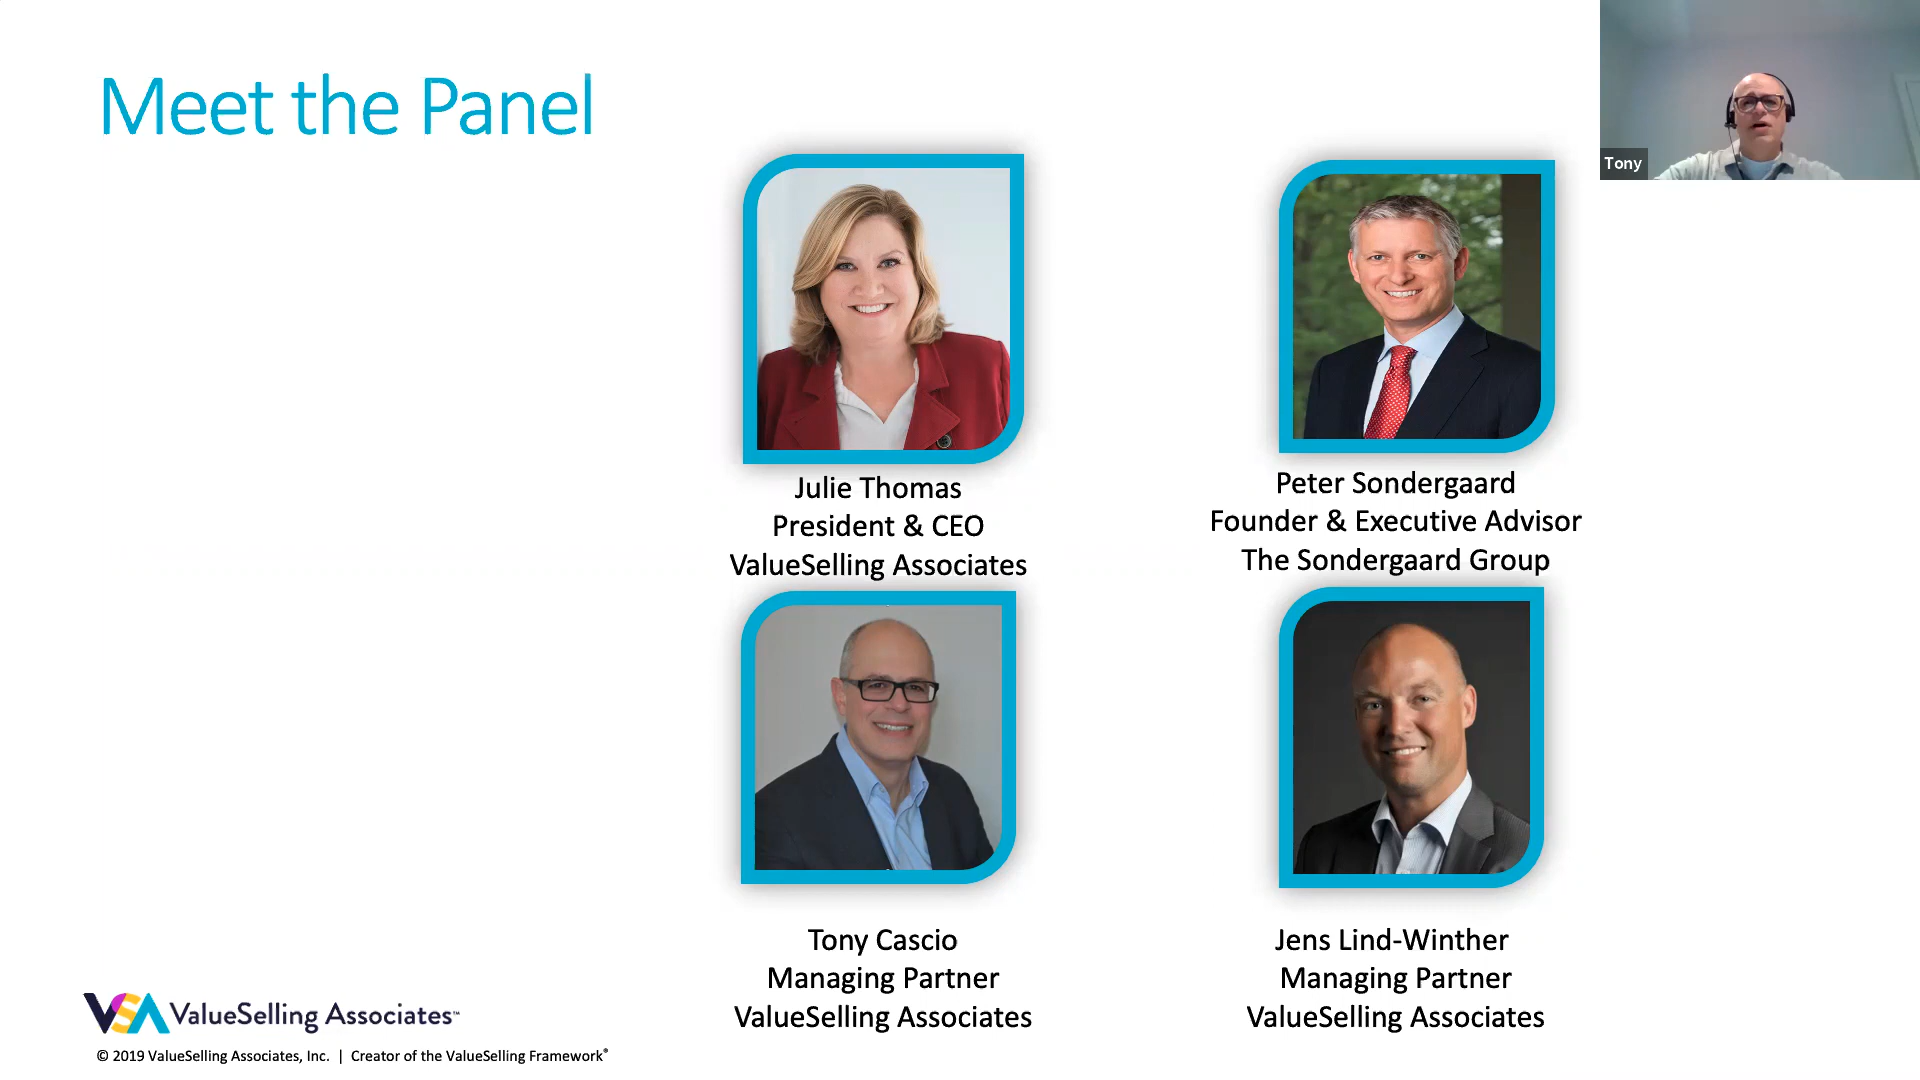 Meet the Panel
Tony
Julie Thomas
President & CEO
ValueSelling Associates
Peter Sondergaard
Founder & Executive Advisor
The Sondergaard Group
Tony Cascio
Managing Partner
ValueSelling Associates
Jens Lind-Winther
Managing Partner
ValueSelling Associates
VSA ValueSelling Associates™
© 2019 ValueSelling Associates, Inc. | Creator of the ValueSelling Framework®